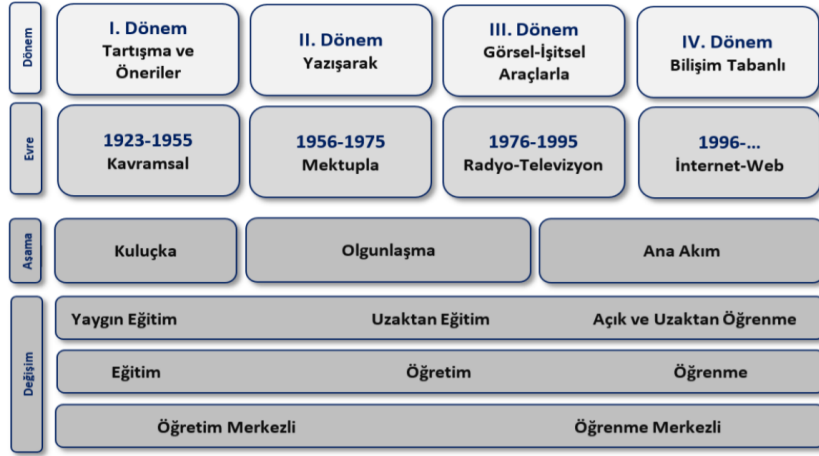 Dönem
I. Dönem
Tartışma ve
Öneriler
II. Dönem
Yazışarak
III. Dönem
Görsel-İşitsel
Araçlarla
IV. Dönem
Bilişim Tabanlı
Evre
1923-1955
Kavramsal
1956-1975
Mektupla
1976-1995
Radyo-Televizyon
1996-...
İnternet-Web
Aşama
Kuluçka
Olgunlaşma
Ana Akım
Değişim
Yaygın Eğitim
Uzaktan Eğitim
Açık ve Uzaktan Öğrenme
Eğitim
Öğretim
Öğrenme
Öğretim Merkezli
Öğrenme Merkezli